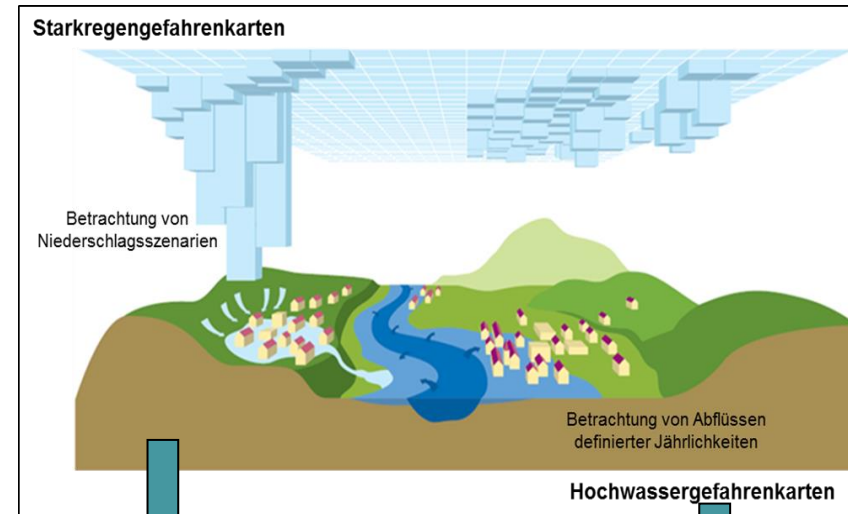 Starkregengefahrenkarten
Betrachtung von
Niederschlagsszenarien
Betrachtung von Abflüssen
definierter Jährlichkeiten
Hochwassergefahrenkarten